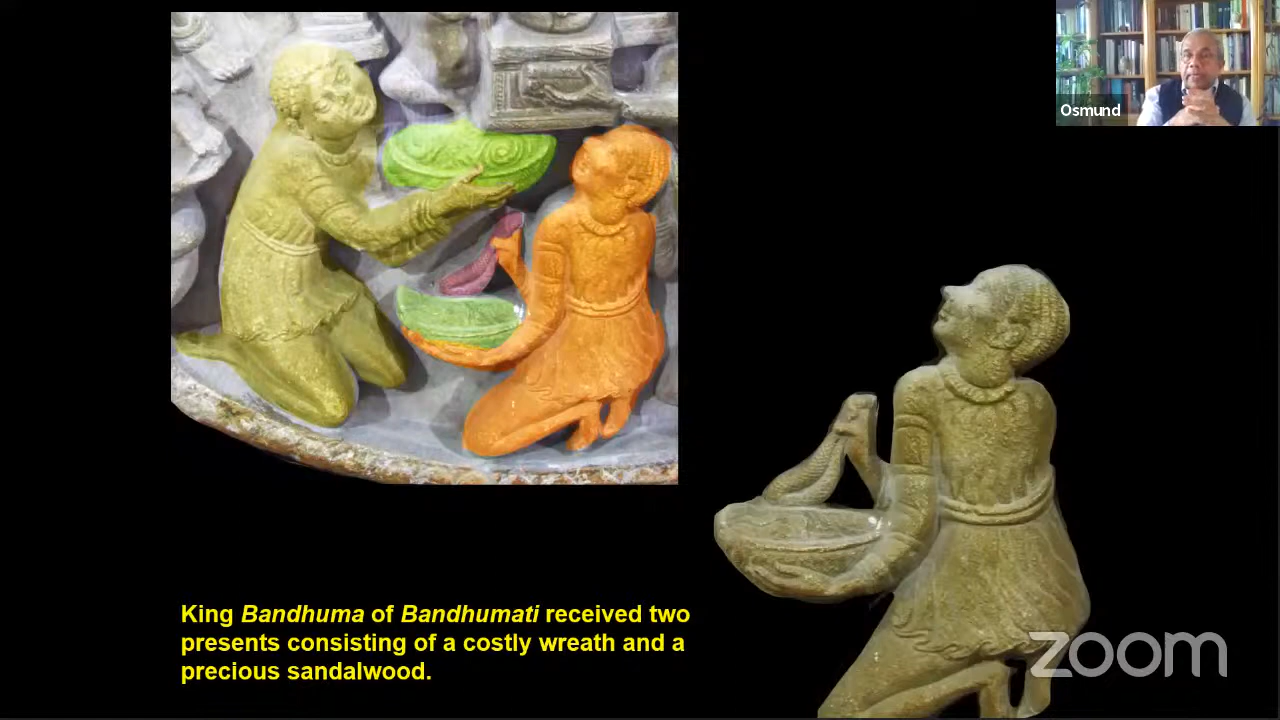 Osmund
King Bandhuma of Bandhumati received two
presents consisting of a costly wreath and a
precious sandalwood.
zoom